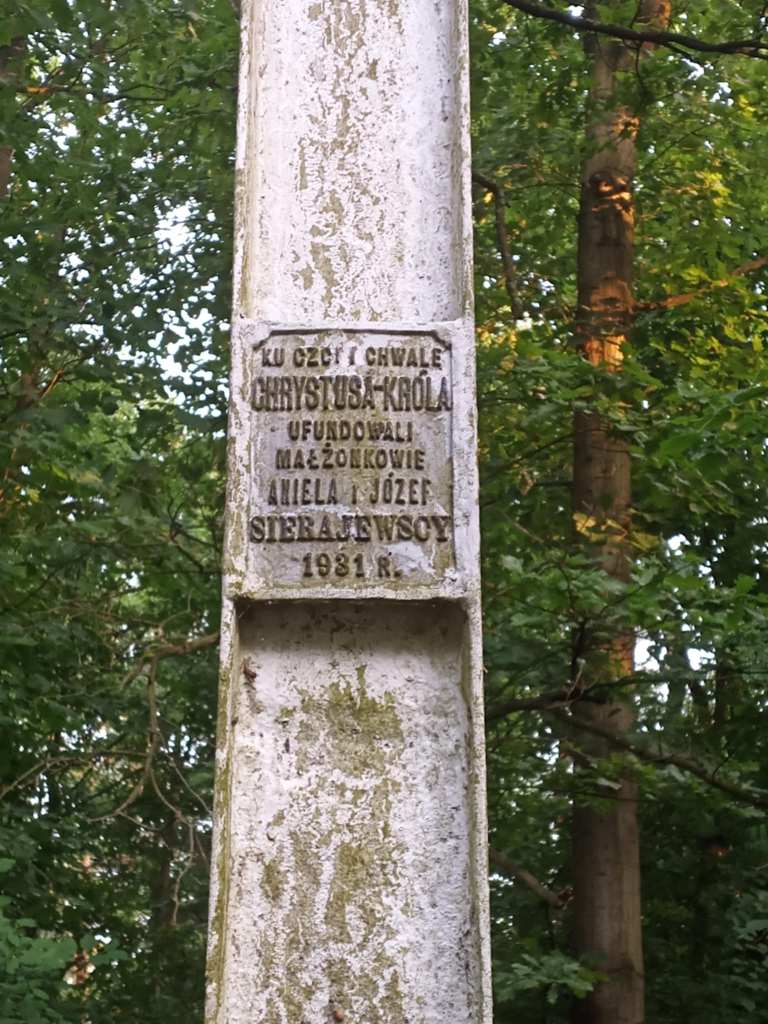 KU CZCI I CHWALE
CHRYSTUSA-KRÓLA
UFUNDOWALI
MAŁŻONKOWIE
ANIELA I JÓZEF
SIERAJEWSCY
1931 R.